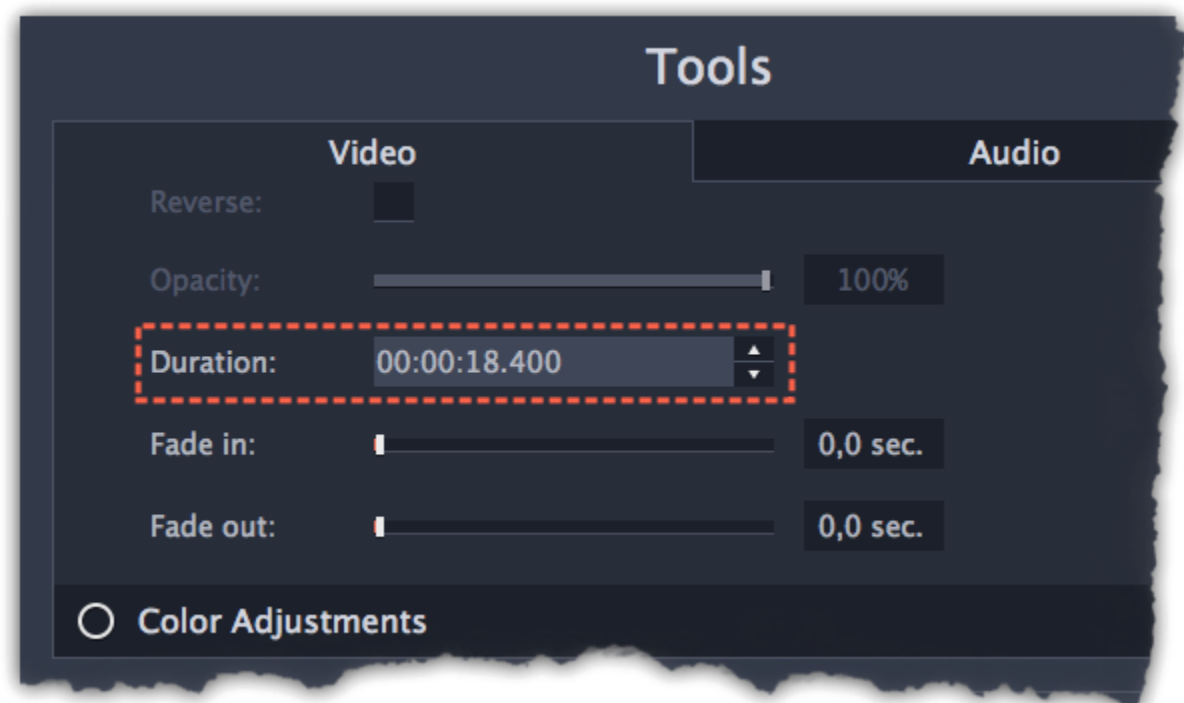 Tools
Video Audio
Reverse:
Opacity: 100%
Duration: 00:00:18.400
Fade in: 0,0 sec.
Fade out: 0,0 sec.
Color Adjustments